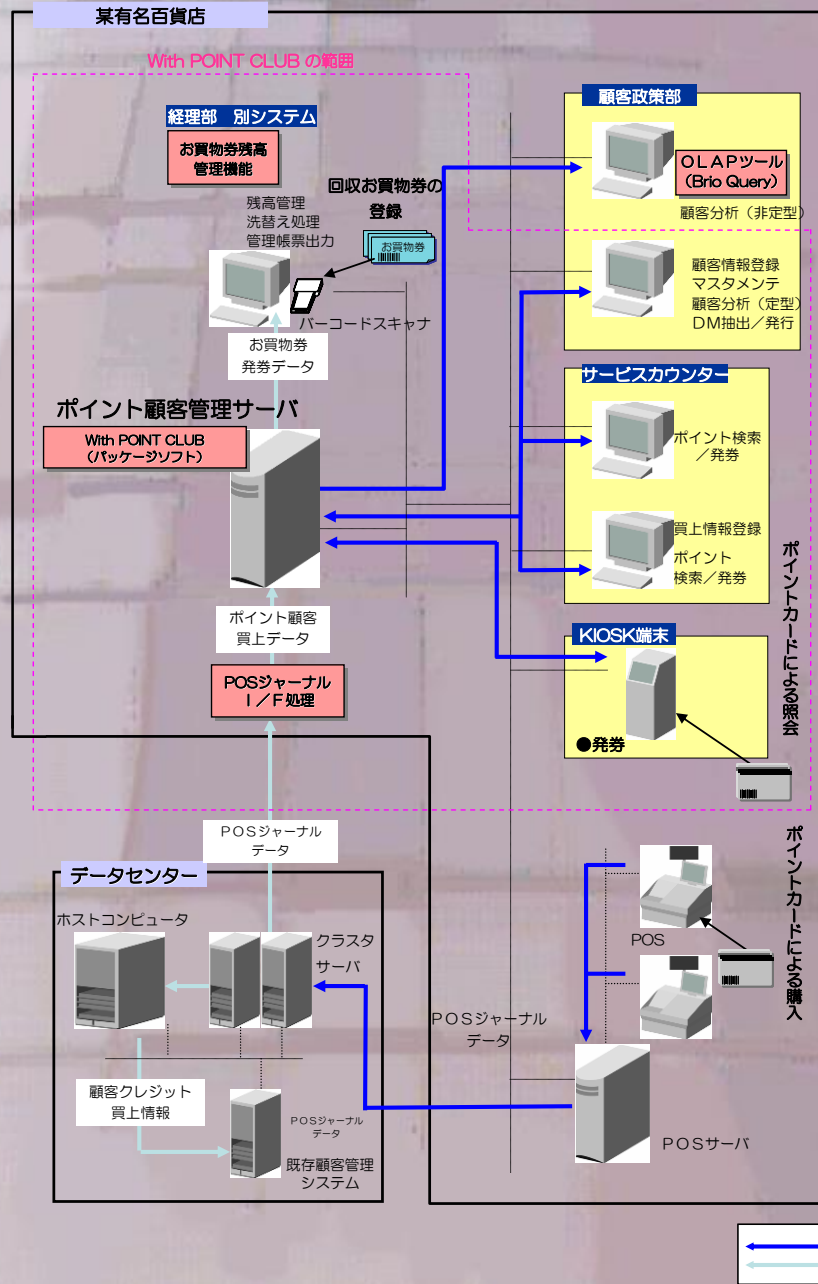 某有名百貨店
With POINT CLUB の範囲
経理部　別システム
お買物券残高
管理機能
残高管理
洗替え処理
管理帳票出力
回収お買物券の
登録
お買物券
バーコードスキャナ
お買物券
発券データ
ポイント顧客管理サーバ
With POINT CLUB
（パッケージソフト）
ポイント顧客
買上データ
POSジャーナル
I／F処理
顧客政策部
ＯＬＡＰツール
（Brio Query）
顧客分析（非定型）
顧客情報登録
マスタメンテ
顧客分析（定型）
ＤＭ抽出／発行
サービスカウンター
ポイント検索
／発券
買上情報登録
ポイント
検索／発券
KIOSK端末
●発券
ポイントカードによる照会
ＰＯＳジャーナル
データ
データセンター
ホストコンピュータ
クラスタ
サーバ
顧客クレジット
買上情報
ＰＯＳジャーナル
データ
既存顧客管理
システム
ＰＯＳジャーナル
データ
POS
ポイントカードによる購入
ＰＯＳサーバ